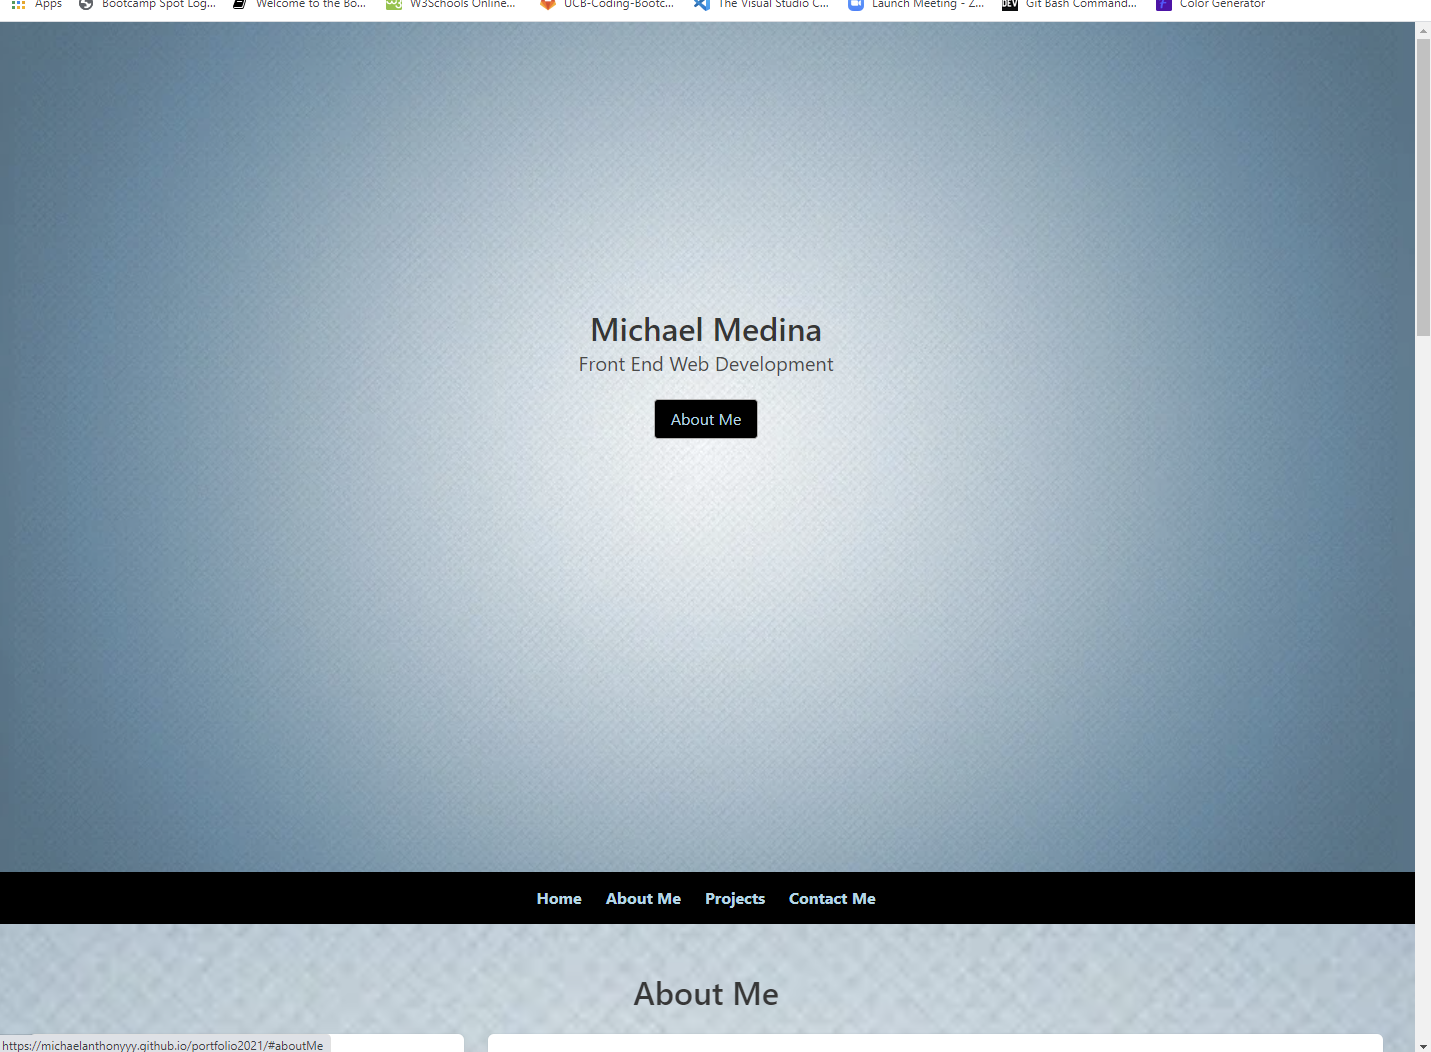 Apps Bootcamp Spot Log... Welcome to the Bo... W3Schools Online... UCB-Coding-Bootc... The Visual Studio C... Launch Meeting - Z... DEV Git Bash Command... Color Generator
Michael Medina
Front End Web Development
About Me
Home About Me Projects Contact Me
About Me
https://michaelanthonyyy.github.io/portfolio2021/#aboutMe